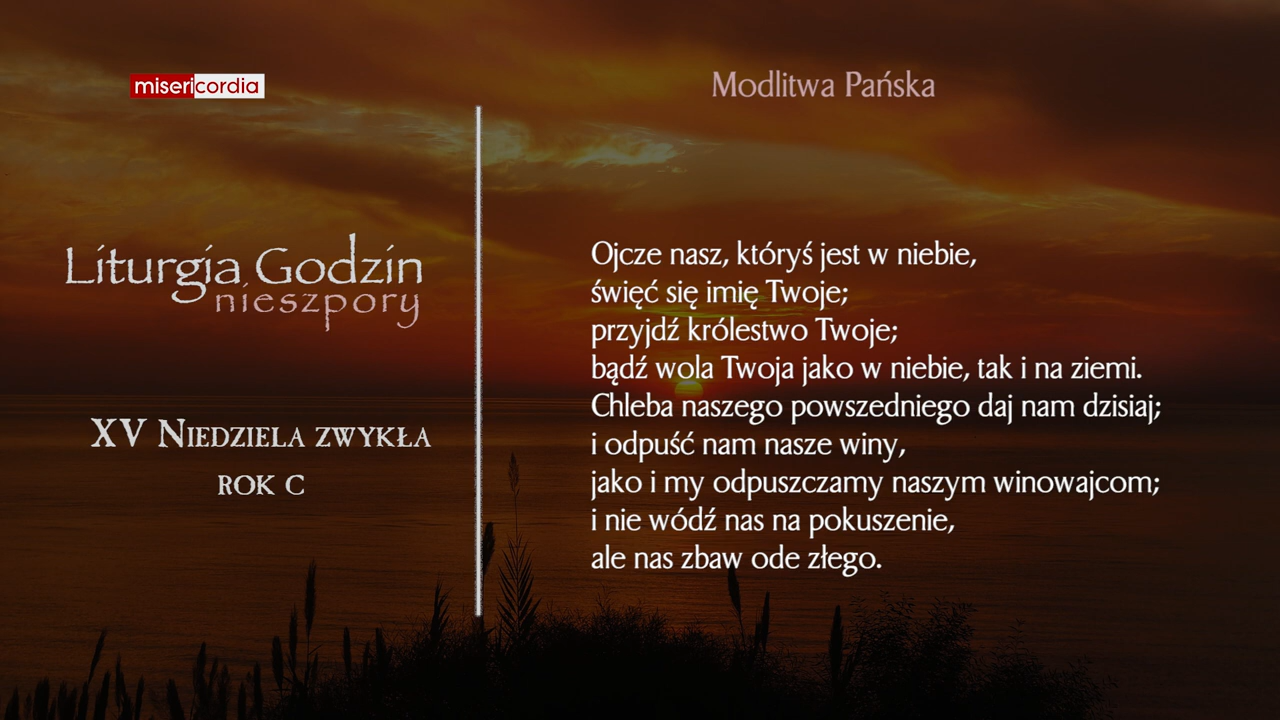 misericordia
Liturgia Godzin
nieszpory
XV Niedziela zwykła
rok C
Modlitwa Pańska
Ojcze nasz, któryś jest w niebie,
święć się imię Twoje;
przyjdź królestwo Twoje;
bądź wola Twoja jako w niebie, tak i na ziemi.
Chleba naszego powszedniego daj nam dzisiaj;
i odpuść nam nasze winy,
jako i my odpuszczamy naszym winowajcom;
i nie wódź nas na pokuszenie,
ale nas zbaw ode złego.